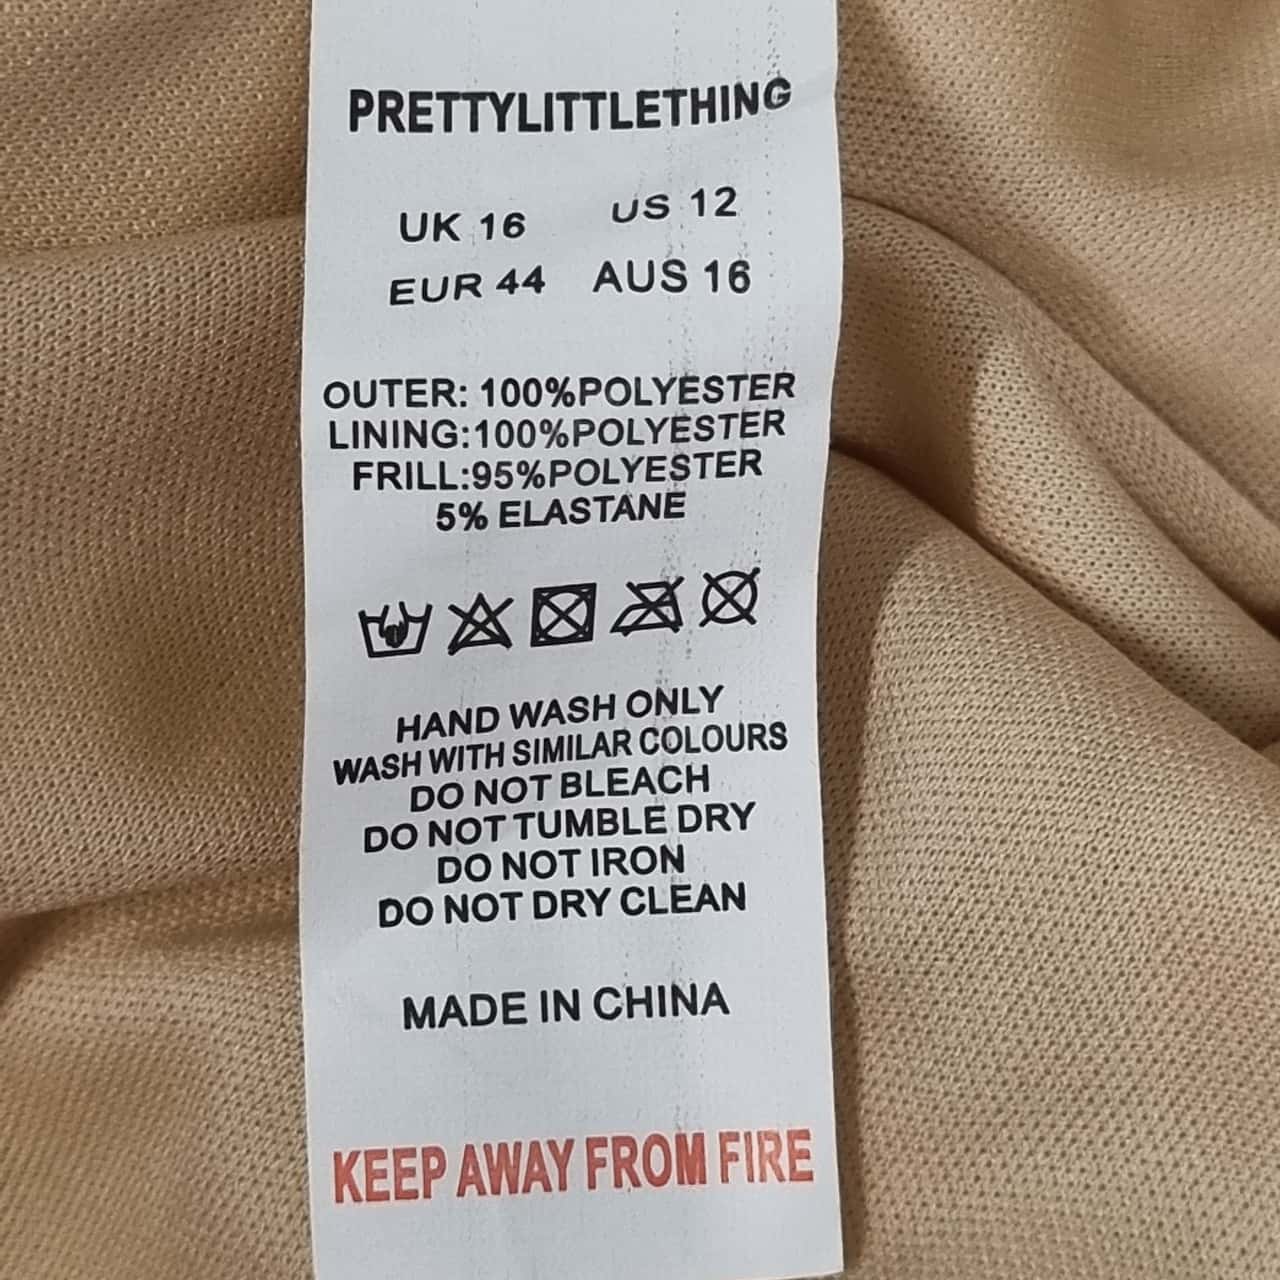 PRETTYLITTLETHING
UK 16 US 12
EUR 44 AUS 16
OUTER: 100%POLYESTER
LINING:100%POLYESTER
FRILL:95%POLYESTER
5% ELASTANE
HAND WASH ONLY
WASH WITH SIMILAR COLOURS
DO NOT BLEACH
DO NOT TUMBLE DRY
DO NOT IRON
DO NOT DRY CLEAN
MADE IN CHINA
KEEP AWAY FROM FIRE